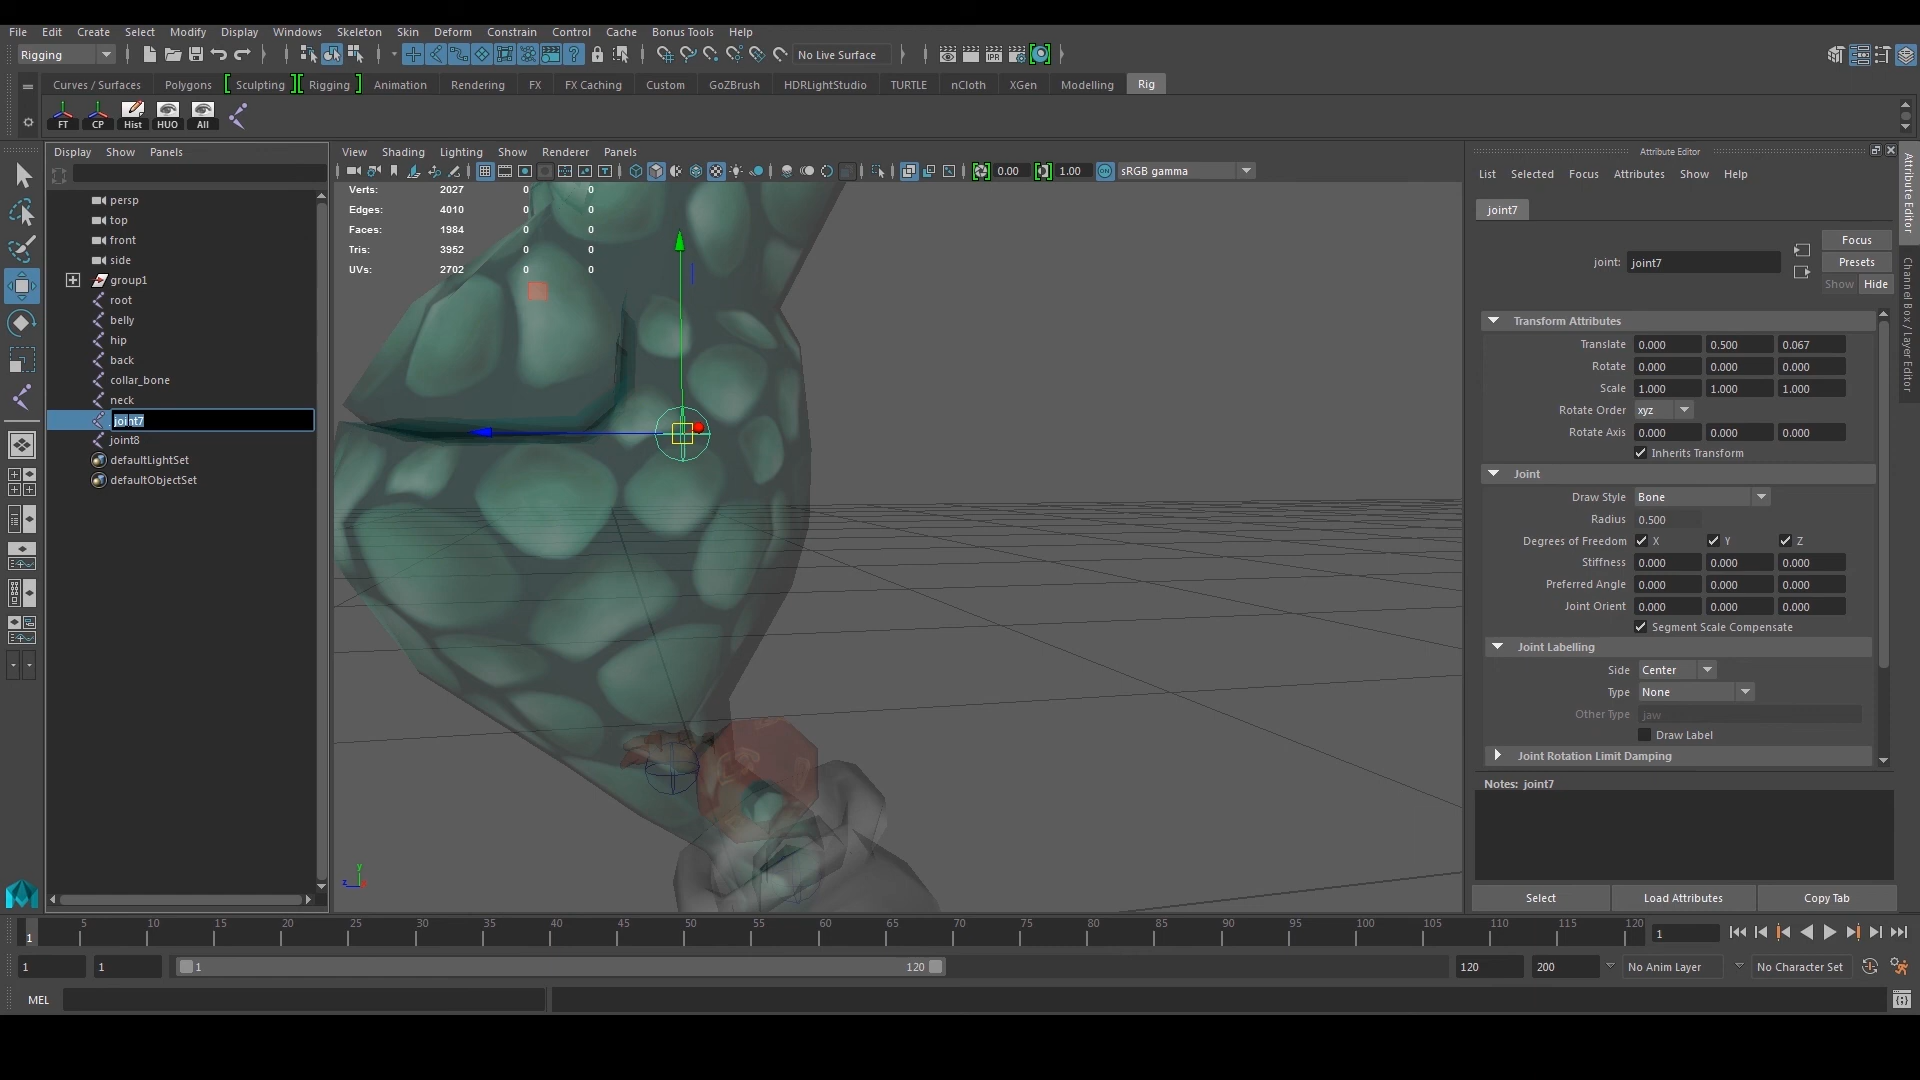 File Edit Create Select Modify Display Windows Skeleton Skin Deform Constrain Control Cache Bonus Tools Help
Rigging No Live Surface IPR
Curves / Surfaces Polygons Sculpting Rigging Animation Rendering FX FX Caching Custom GoZBrush HDRLightStudio TURTLE nCloth XGen Modelling Rig
FT CP Hist HUO All
Display Show Panels
View Shading Lighting Show Renderer Panels
0.00 1.00 ON sRGB gamma
Verts: 2027 0 0
Edges: 4010 0 0
Faces: 1984 0 0
Tris: 3952 0 0
UVs: 2702 0 0
persp
top
front
side
group1
root
belly
hip
back
collar_bone
neck
joint7
joint8
defaultLightSet
defaultObjectSet
y
z
Attribute Editor
List Selected Focus Attributes Show Help
joint7
joint: joint7
Focus
Presets
Show Hide
Transform Attributes
Translate 0.000 0.500 0.067
Rotate 0.000 0.000 0.000
Scale 1.000 1.000 1.000
Rotate Order xyz
Rotate Axis 0.000 0.000 0.000
Inherits Transform
Joint
Draw Style Bone
Radius 0.500
Degrees of Freedom X Y Z
Stiffness 0.000 0.000 0.000
Preferred Angle 0.000 0.000 0.000
Joint Orient 0.000 0.000 0.000
Segment Scale Compensate
Joint Labelling
Side Center
Type None
Other Type jaw
Draw Label
Joint Rotation Limit Damping
Notes: joint7
Select Load Attributes Copy Tab
Attribute Editor
Channel Box / Layer Editor
1 5 10 15 20 25 30 35 40 45 50 55 60 65 70 75 80 85 90 95 100 105 110 115 120 1
1 1 1 120 120 200 No Anim Layer No Character Set
MEL